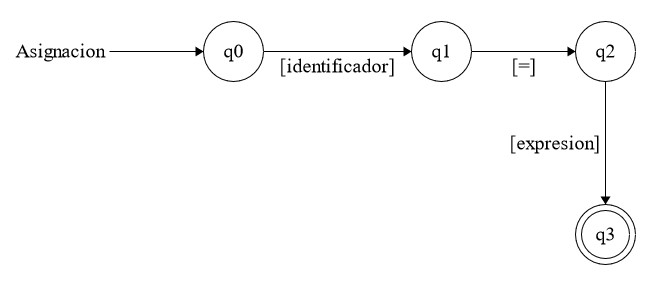 Asignacion
q0
[identificador]
q1
[=]
q2
[expresion]
q3